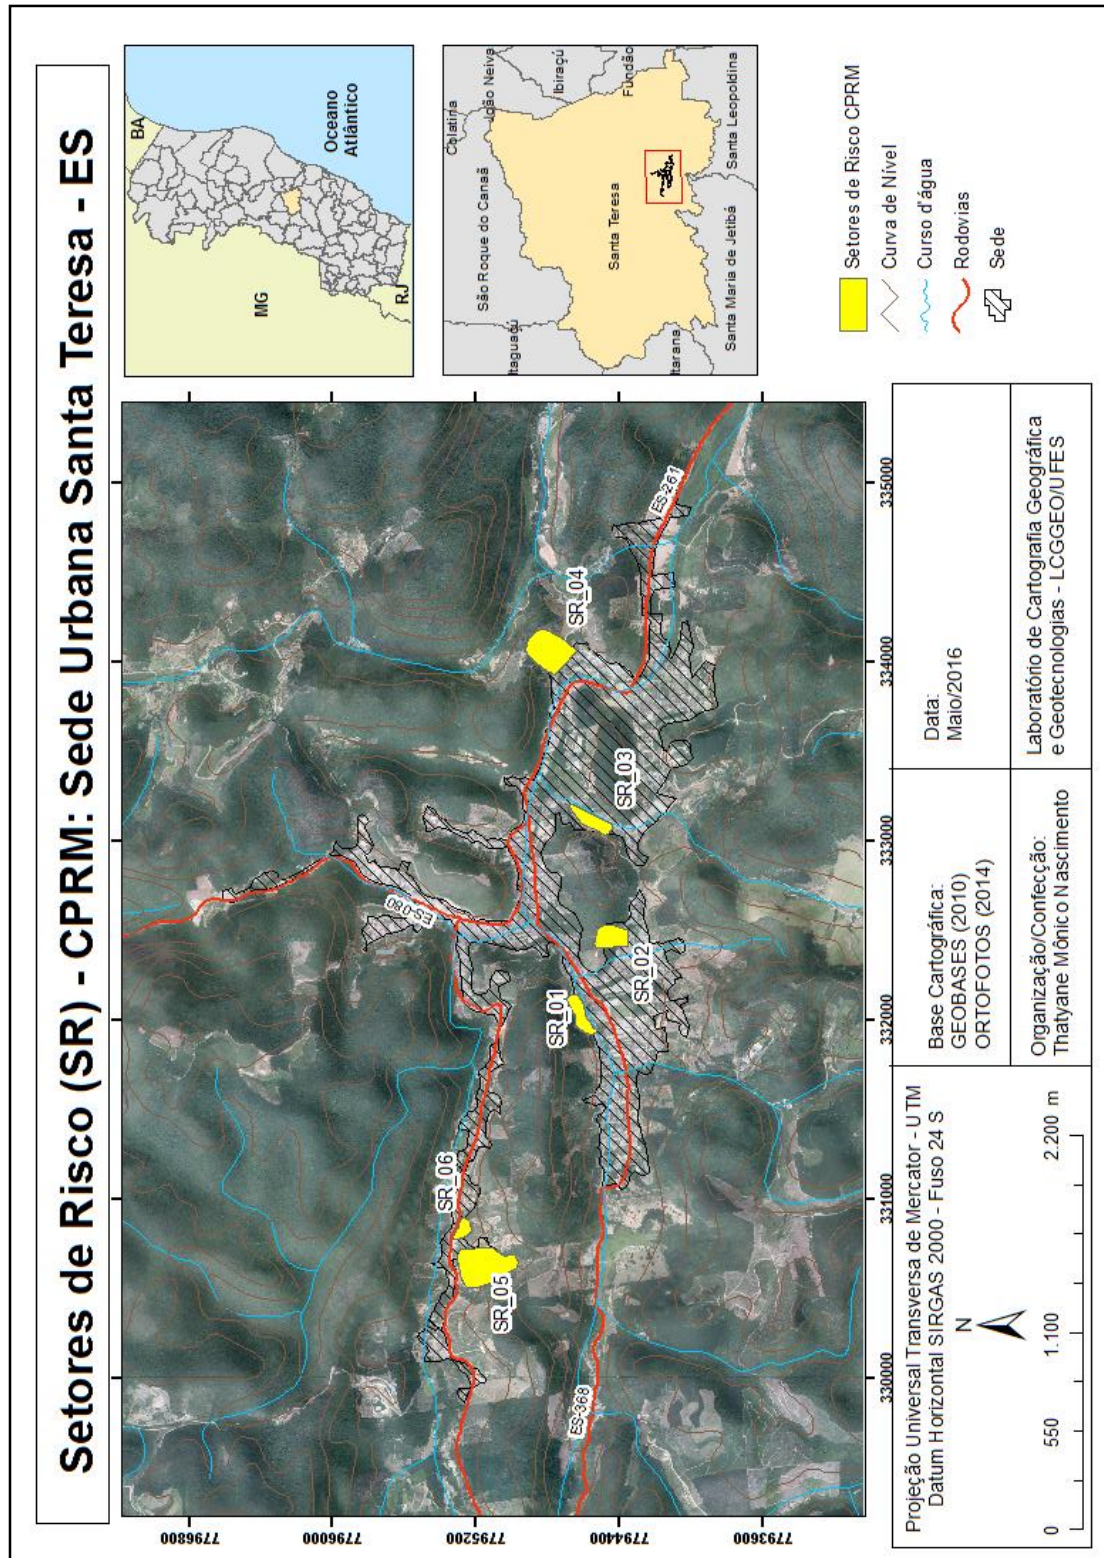 Setores de Risco (SR) - CPRM: Sede Urbana Santa Teresa - ES
7796800
7796000
7795200
7794400
7793600
330000
331000
332000
333000
334000
335000
ES-080
ES-261
ES-368
SR_01
SR_02
SR_03
SR_04
SR_05
SR_06
BA
MG
RJ
Oceano
Atlântico
Colatina
João Neiva
Ibiraçú
Fundão
São Roque do Canaã
Itaguaçú
Santa Teresa
Itarana
Santa Maria de Jetibá
Santa Leopoldina
Setores de Risco CPRM
Curva de Nível
Curso d'água
Rodovias
Sede
Projeção Universal Transversa de Mercator - UTM
Datum Horizontal SIRGAS 2000 - Fuso 24 S
N
0 550 1.100 2.200 m
Base Cartográfica:
GEOBASES (2010)
ORTOFOTOS (2014)
Data:
Maio/2016
Organização/Confecção:
Thatyane Mônico Nascimento
Laboratório de Cartografia Geográfica
e Geotecnologias - LCGGEO/UFES